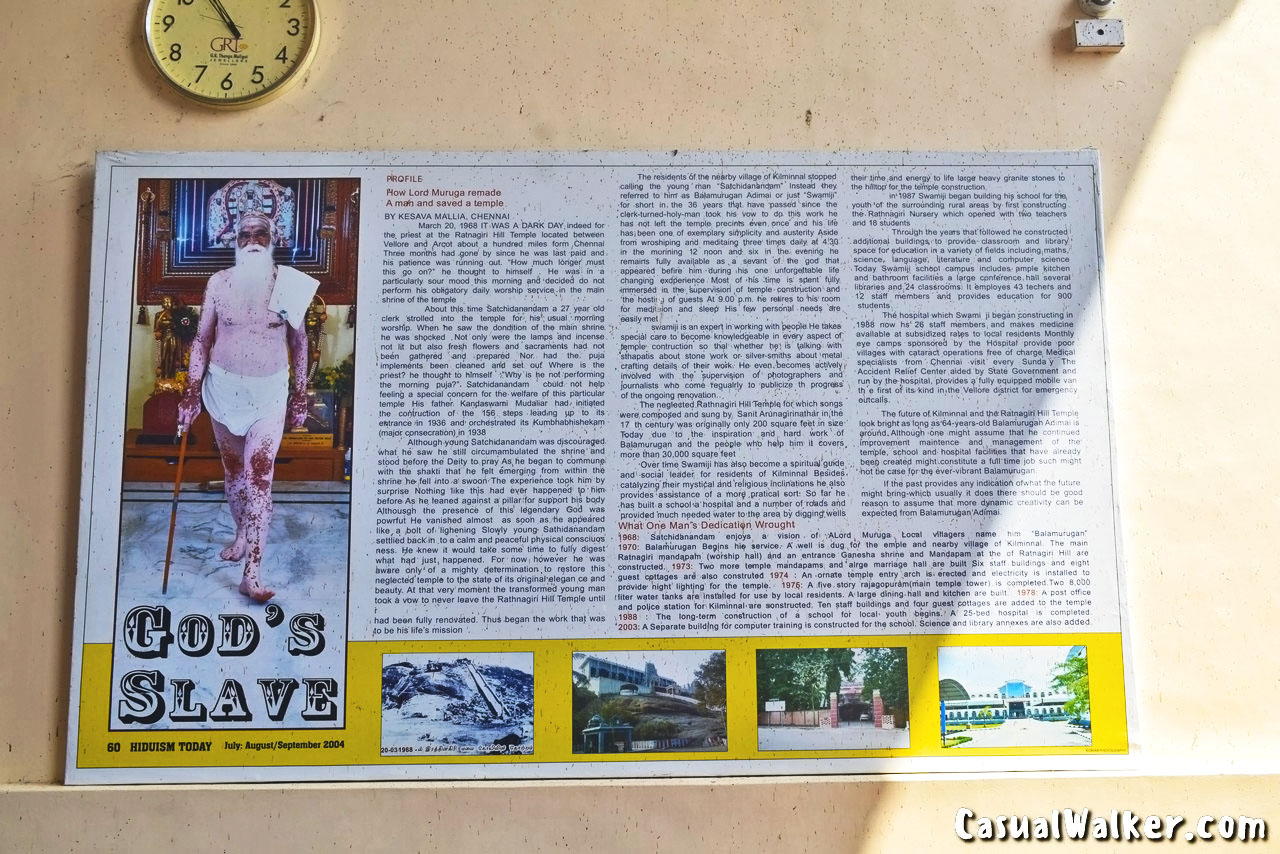 3
9
4
8
7
6
5
GRT
JEWELLERS
PROFILE
How Lord Muruga remade
A man and saved a temple
BY KESAVA MALLIA, CHENNAI
March 20, 1968 IT WAS A DARK DAY indeed for
the priest at the Ratnagiri Hill Temple located between
Vellore and Arcot about a hundred miles form Chennai
Three months had gone by since he was last paid and
his patience was running out. "How much longer must
this go on?" he thought to himself. He was in a
particularly sour mood this morning and decided do not
perform his obligatory daily worship service in the main
shrine of the temple
About this time Satchidanandam a 27 year old
clerk strolled into the temple for his usual morning
worship. When he saw the dondition of the main shrine
he was shocked. Not only were the lamps and incense
not lit but also fresh flowers and sacraments had not
been gathered and prepared Nor had the puja
implements been cleaned and set out Where is the
priest? he thought to himself "Why is he not performing
the morning puja?". Satchidanandam could not help
feeling a special concern for the welfare of this particular
temple His father Kandaswami Mudaliar had initiated
the contruction of the 156 steps leading up to its
entrance in 1936 and orchestrated its Kumbhabhishekam
(major consecration) in 1938
Although young Satchidanandam was discouraged
what he saw he still circumambulated the shrine and
stood before the Deity to pray As he began to commune
with the shakti that he felt emerging from within the
shrine he fell into a swoon The experience took him by
surprise Nothing like this had ever happened to him
before As he leaned against a pillar for support his body
Althoough the presence of this legendary God was
powrful He vanished almost as soon as he appeared
like a bolt of lighening Slowly young Sathidanandam
settlied back in to a calm and peaceful physical conscious
ness. He knew it would take some time to fully digest
what had just happened. For now however he was
aware only of a mighty determination to restore this
neglected temple to the state of its original elegan ce and
beauty. At that very moment the transformed young man
took a vow to never leave the Rathnagiri Hill Temple until
had been fully renovated. Thus began the work that was
to be his life's mission
The residents of the nearby village of Kilminnal stopped
calling the young man "Satchidanandam" Instead they
referred to him as Balamurugan Adimai or just "Swamiji"
for short in the 36 years that have passed since the
clerk-turned-holy-man took his vow to do this work he
has not left the temple precints even once and his life
has been one of exemplary simplicity and austerity Aside
from wroshiping and meditaing three times daily at 4:30
in the morining 12 noon and six in the evening he
remains fully available as a sevant of the god that
appeared befire him during his one unforgettable life
changing exoperience Most of his time is spent fully
immersed in the supervision of temple construction and
the hosting of guests At 9.00 p.m. he retires to his room
for meditaion and sleep His few personal needs are
easily met
swamiji is an expert in working with people He takes
special care to become knowledgeable in every aspect of
temple construction so that whether he is talking with
sthapatis about stone work or silver-smiths about metal
crafting details of their work. He even becomes actively
involved with the supervision of photographers and
journalists who come regualrly to publicize th progress
of the ongoing renovation.
The neglected Rathnagiri Hill Temple for which songs
were composed and sung by Sanit Arunagirinathar in the
17 th century was originally only 200 square feet in size
Today due to the inspiration and hard work of
Balamurugan and the people who help him it covers
more than 30,000 square feet
Over time Swamiji has also become a spiritual guide
and social leader for residents of Kilminnal Besides
catalyzing their mystical and religious inclinations he also
provides assistance of a more pratical sort: So far he
has built a school a hospital and a number of roads and
provided much needed water to the area by digging wells
their time and energy to life large heavy granite stones to
the hilltop for the temple construction.
in 1987 Swamiji began building his school for the
youth of the surrounding rural areas by first constructing
the Rathnagiri Nursery which opened with two teachers
and 18 students
Through the years that followed he constructed
additional buildings to provide classroom and library
space for education in a variety of fields including maths,
science, language, literature and computer science
Today Swamiji school campus includes pmple kitchen
and bathroom facilities a large conference hall several
libraries and 24 classrooms. It employes 43 techers and
12 staff members and provides education for 900
students
The hospital which Swami ji began constructing in
1988 now hs' 26 staff members and makes medicine
available at subsidized rates to local residents Monthly
eye camps sponsored by the Hospital provide poor
villages with cataract operations free of charge Medical
specialists from Chennai visit every Sunday The
Accident Relief Center aided by State Government and
run by the hospital, provides a fully equipped mobile van
th e first of its kind in the Vellore district for emergency
outcalls.
The future of Kilminnal and the Ratnagiri Hill Temple
look bright as long as 64-years-old Balamurugan Adimai is
around. Although one might assume that he continued
improvement maintence and management of the
temple, school and hospital facilities that have already
been created might constitute a full time job such might
not be case for the ever-vibrant Balamurugan
If the past provides any indication of what the future
might bring-which usually it does there should be good
reason to assume that more dynamic creativity can be
expected from Balamurugan Adimai.
What One Man's Dedication Wrought
1968: Satchidanandam enjoys a vision of ALord Muruga Local villagers name him "Balamurugan"
1970: Balamurugan Begins his service. A well is dug for the emple and nearby village of Kilminnal. The main
Ratnagiri mandapah (worship hall) and an entrance Ganesha shrine and Mandapam at the of Ratnagiri Hill are
constructed. 1973: Two more temple mandapams and alrge marriage hall are built Six staff buildings and eight
guest cottages are also construted 1974 : An ornate temple entry arch is erected and electricity is installed to
provide night lighting for the temple. 1976: A five story rajagopuram(main temple tower) is completed.Two 8,000
liter water tanks are installed for use by local residents. A large dining hall and kitchen are built. 1978: A post office
and police station for Kilminnal are sonstructed. Ten staff buildings and four guest cottages are added to the temple
1988 : The long-term construction of a school for local youth begins. A 25-bed hospital is completed.
2003: A Separate building for computer training is constructed for the school. Science and library annexes are also added.
GOD'S
SLAVE
60 HIDUISM TODAY July: August/September 2004
20-031968
CasualWalker.com